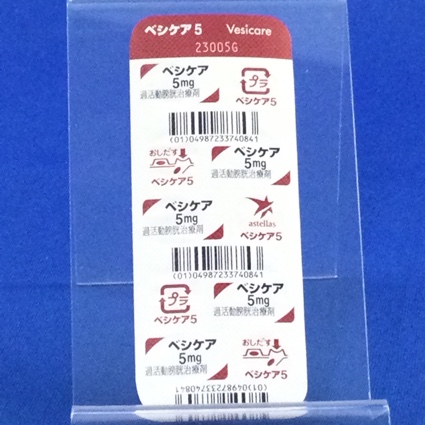 ベシケア5 Vesicare
23005G
ベシケア
5mg
過活動膀胱治療剤
プラ
ベシケア5
(01)04987233740841
おしだす
ベシケア5
ベシケア
5mg
過活動膀胱治療剤
ベシケア
5mg
過活動膀胱治療剤
astellas
ベシケア5
(01)04987233740841
プラ
ベシケア5
ベシケア
5mg
過活動膀胱治療剤
ベシケア
5mg
過活動膀胱治療剤
おしだす
ベシケア5
(01)04987233740841